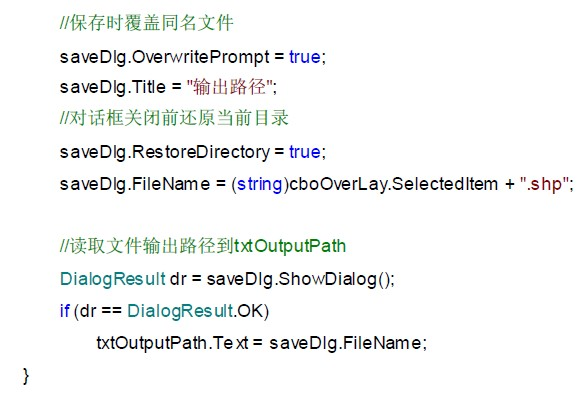 //保存时覆盖同名文件
saveDlg.OverwritePrompt = true;
saveDlg.Title = "输出路径";
//对话框关闭前还原当前目录
saveDlg.RestoreDirectory = true;
saveDlg.FileName = (string)cboOverLay.SelectedItem + ".shp";
//读取文件输出路径到txtOutputPath
DialogResult dr = saveDlg.ShowDialog();
if (dr == DialogResult.OK)
txtOutputPath.Text = saveDlg.FileName;
}